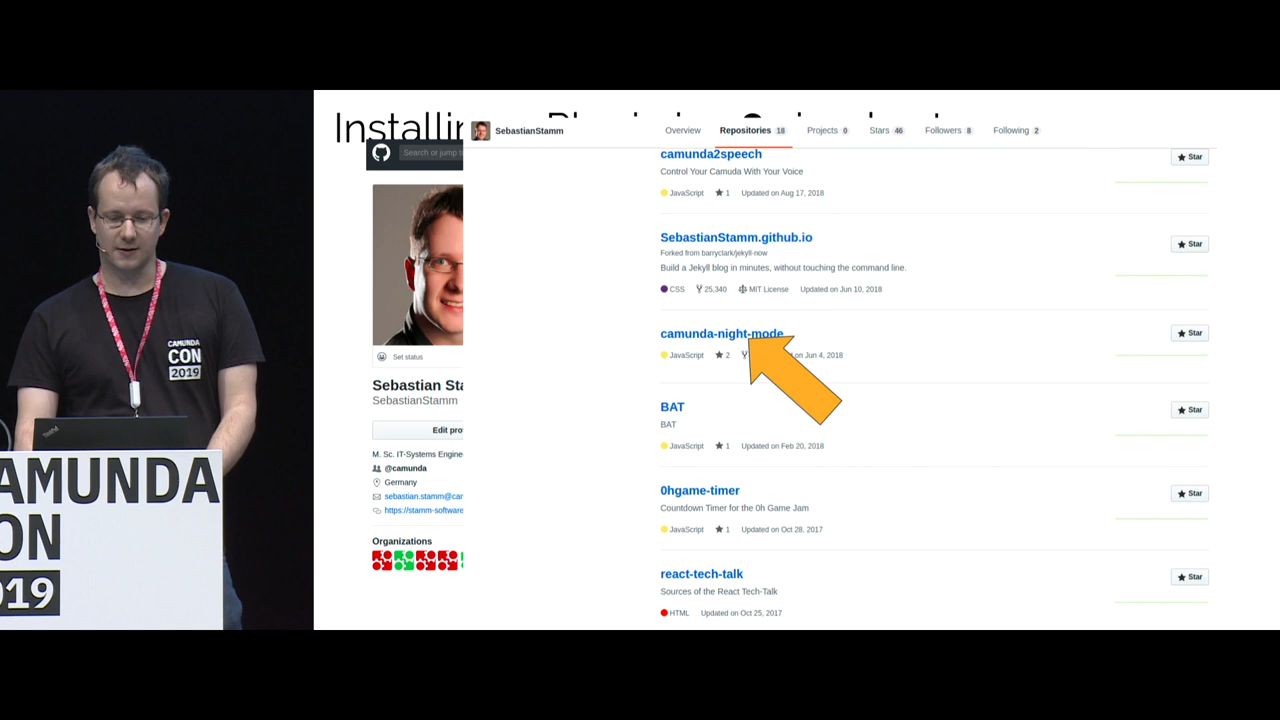 Installin
SebastianStamm
Overview
Repositories 18
Projects 0
Stars 46
Followers 8
Following 2
Search or jump t
camunda2speech
Star
Control Your Camuda With Your Voice
JavaScript 1 Updated on Aug 17, 2018
SebastianStamm.github.io
Star
Forked from barryclark/jekyll-now
Build a Jekyll blog in minutes, without touching the command line.
CSS 25,340 MIT License Updated on Jun 10, 2018
camunda-night-mode
Star
JavaScript 2 on Jun 4, 2018
BAT
Star
BAT
JavaScript 1 Updated on Feb 20, 2018
0hgame-timer
Star
Countdown Timer for the 0h Game Jam
JavaScript 1 Updated on Oct 28, 2017
react-tech-talk
Star
Sources of the React Tech-Talk
HTML Updated on Oct 25, 2017
Set status
Sebastian Sta
SebastianStamm
Edit pro
M. Sc. IT-Systems Engine
@camunda
Germany
sebastian.stamm@ca
https://stamm-software
Organizations
CAMUNDA
CON
2019
ThinkPad
AMUNDA
ON
019